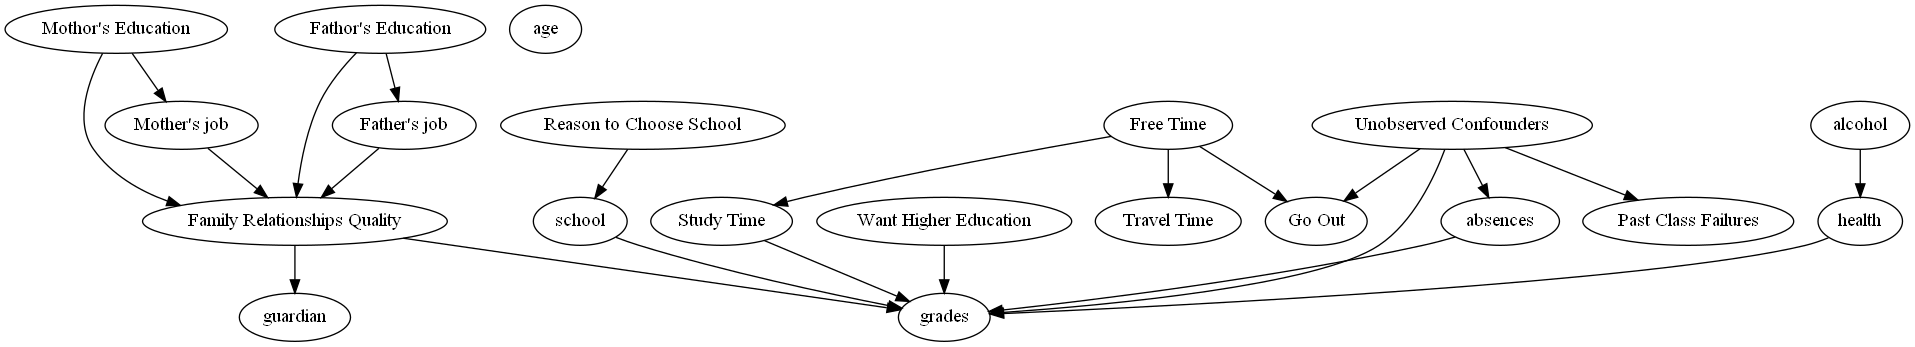 Mothor's Education
Fathor's Education
age
Mother's job
Father's job
Reason to Choose School
Free Time
Unobserved Confounders
alcohol
Family Relationships Quality
school
Study Time
Want Higher Education
Travel Time
Go Out
absences
Past Class Failures
health
guardian
grades